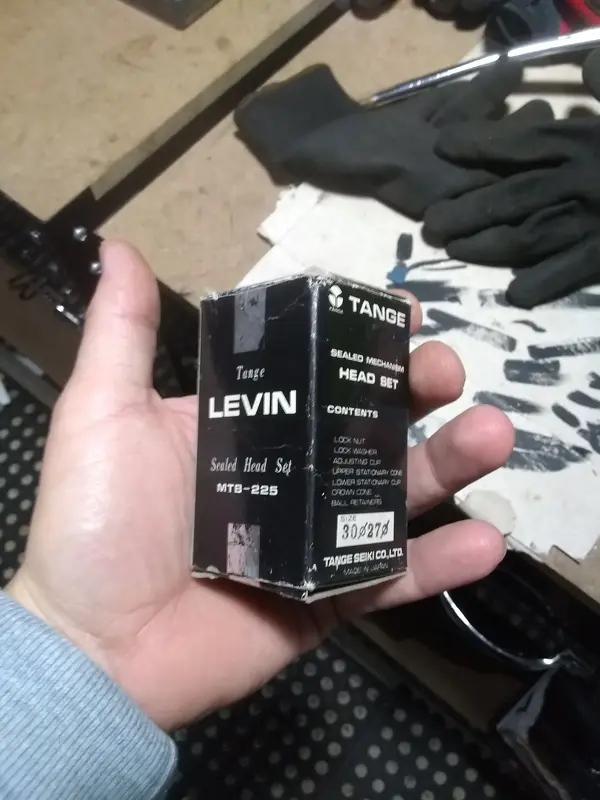 Tange
LEVIN
Sealed Head Set
MTB-225
TANGE
TANGE
SEALED MECHANISM
HEAD SET
CONTENTS
LOCK NUT
LOCK WASHER
ADJUSTING CUP
UPPER STATIONARY CONE
LOWER STATIONARY CUP
CROWN CONE
BALL RETAINERS
SIZE
30⌀27⌀
TANGE SEIKI CO.,LTD.
MADE IN JAPAN